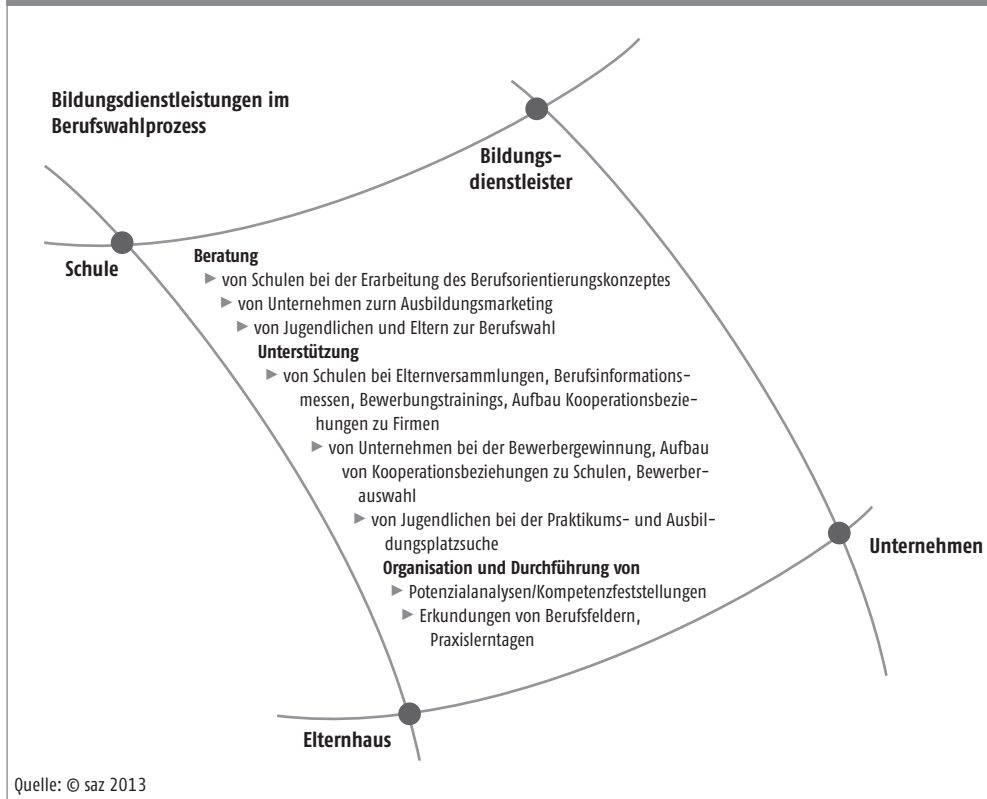 Bildungsdienstleistungen im
Berufswahlprozess
Bildungs-
dienstleister
Schule
Beratung
► von Schulen bei der Erarbeitung des Berufsorientierungskonzeptes
► von Unternehmen zurn Ausbildungsmarketing
► von Jugendlichen und Eltern zur Berufswahl
Unterstützung
► von Schulen bei Elternversammlungen, Berufsinformations-
messen, Bewerbungstrainings, Aufbau Kooperationsbezie-
hungen zu Firmen
► von Unternehmen bei der Bewerbergewinnung, Aufbau
von Kooperationsbeziehungen zu Schulen, Bewerber-
auswahl
► von Jugendlichen bei der Praktikums- und Ausbil-
dungsplatzsuche
Organisation und Durchführung von
► Potenzialanalysen/Kompetenzfeststellungen
► Erkundungen von Berufsfeldern,
Praxislerntagen
Unternehmen
Elternhaus
Quelle: © saz 2013